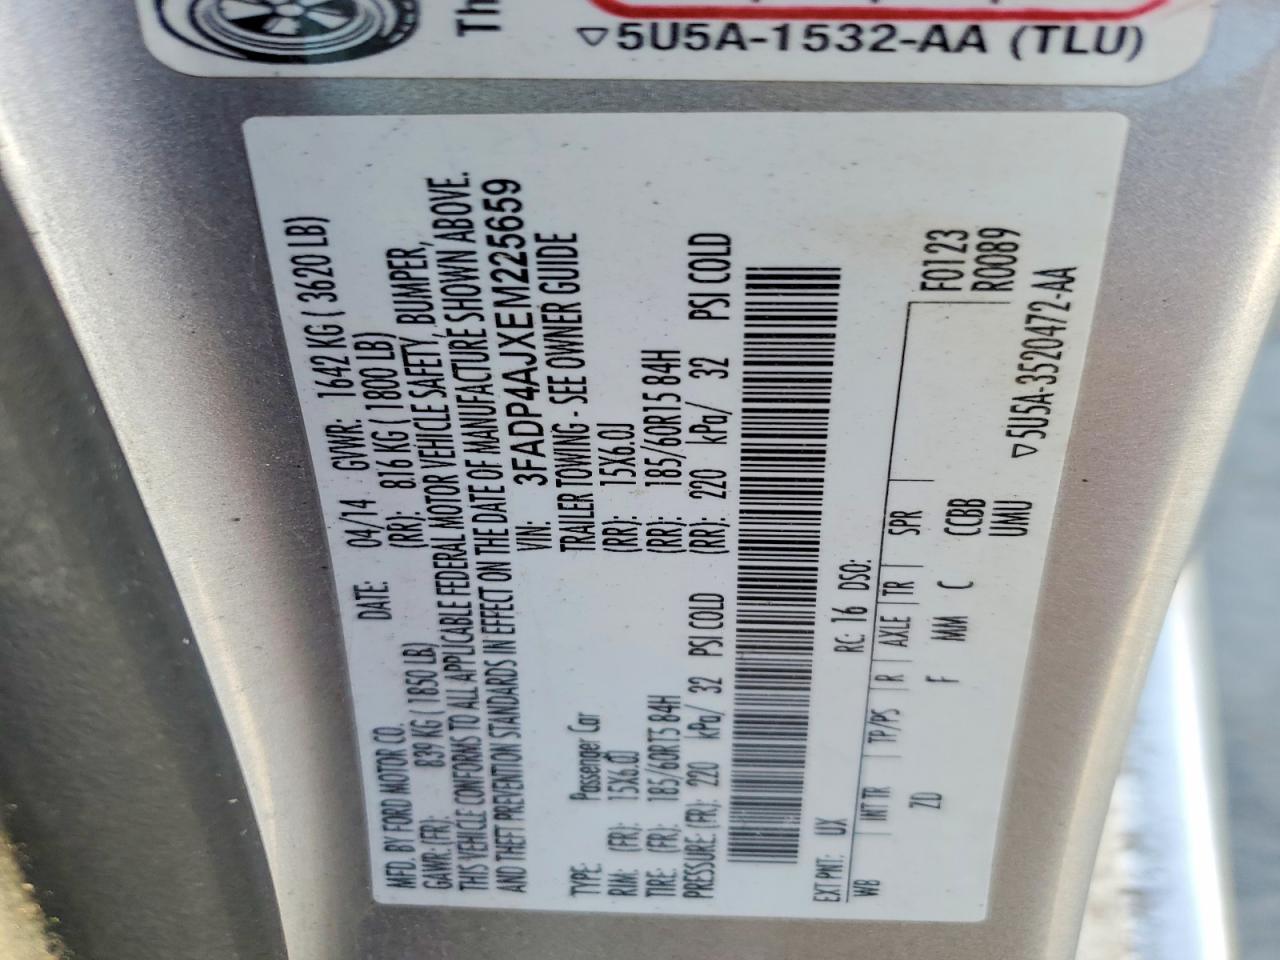 Th
▽5U5A-1532-AA (TLU)
MFD. BY FORD MOTOR CO. DATE: 04/14 GVWR: 1642 KG ( 3620 LB)
GAWR: (FR): 839 KG ( 1850 LB) (RR): 816 KG ( 1800 LB)
THIS VEHICLE CONFORMS TO ALL APPLICABLE FEDERAL MOTOR VEHICLE SAFETY, BUMPER,
AND THEFT PREVENTION STANDARDS IN EFFECT ON THE DATE OF MANUFACTURE SHOWN ABOVE.
VIN: 3FADP4AJXEM225659
TYPE: Passenger Car TRAILER TOWING - SEE OWNER GUIDE
RIM: (FR): 15X6.0J (RR): 15X6.0J
TIRE: (FR): 185/60R15 84H (RR): 185/60R15 84H
PRESSURE: (FR): 220 kPa/ 32 PSI COLD (RR): 220 kPa/ 32 PSI COLD
EXT PNT: UX RC: 16 DSO:
WB INT TR TP/PS R AXLE TR SPR F0123
ZD F MM C CCBB R0089
UMU
▽5U5A-3520472-AA